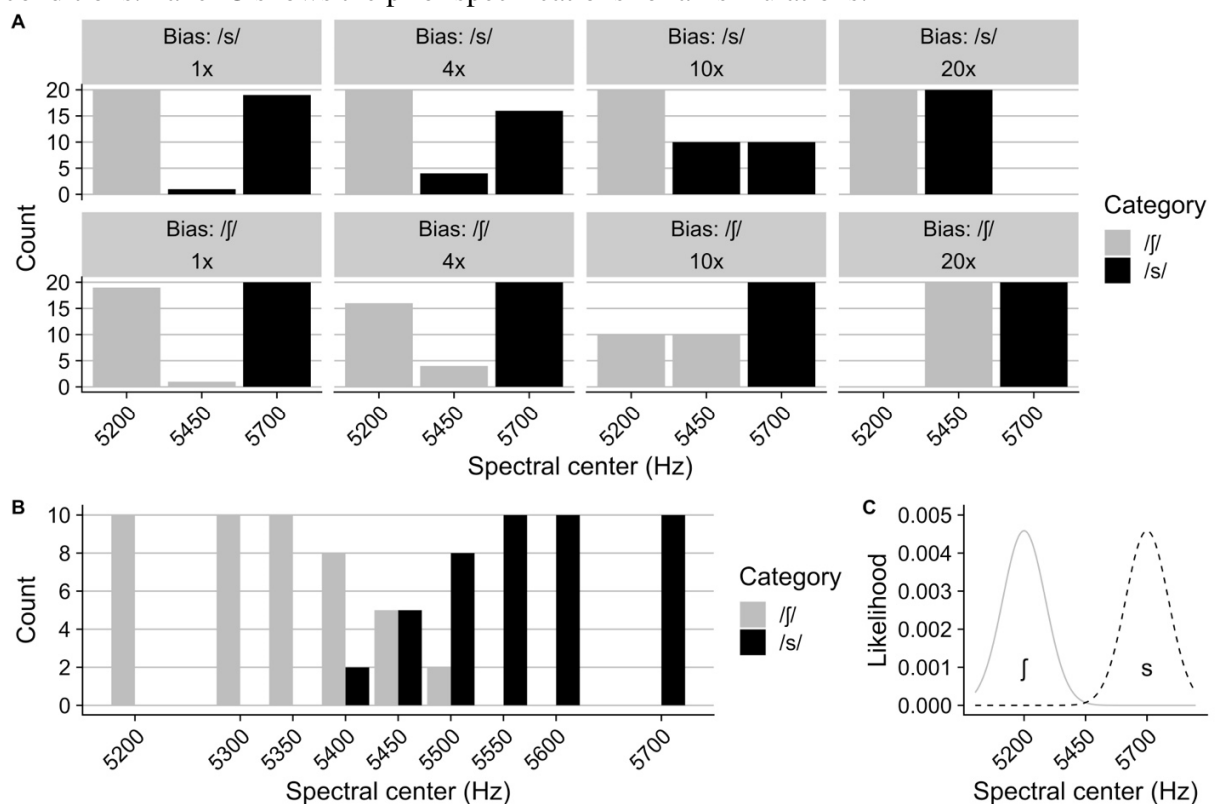 A
Bias: /s/ Bias: /s/ Bias: /s/ Bias: /s/
1x 4x 10x 20x
20
15
10
5
0
Count
Bias: /ʃ/ Bias: /ʃ/ Bias: /ʃ/ Bias: /ʃ/
1x 4x 10x 20x
20
15
10
5
0
5200 5450 5700 5200 5450 5700 5200 5450 5700 5200 5450 5700
Spectral center (Hz)
Category
/ʃ/
/s/
B
10
8
6
4
2
0
Count
5200 5300 5350 5400 5450 5500 5550 5600 5700
Spectral center (Hz)
Category
/ʃ/
/s/
C
0.005
0.004
0.003
0.002
0.001
0.000
Likelihood
ʃ s
5200 5450 5700
Spectral center (Hz)